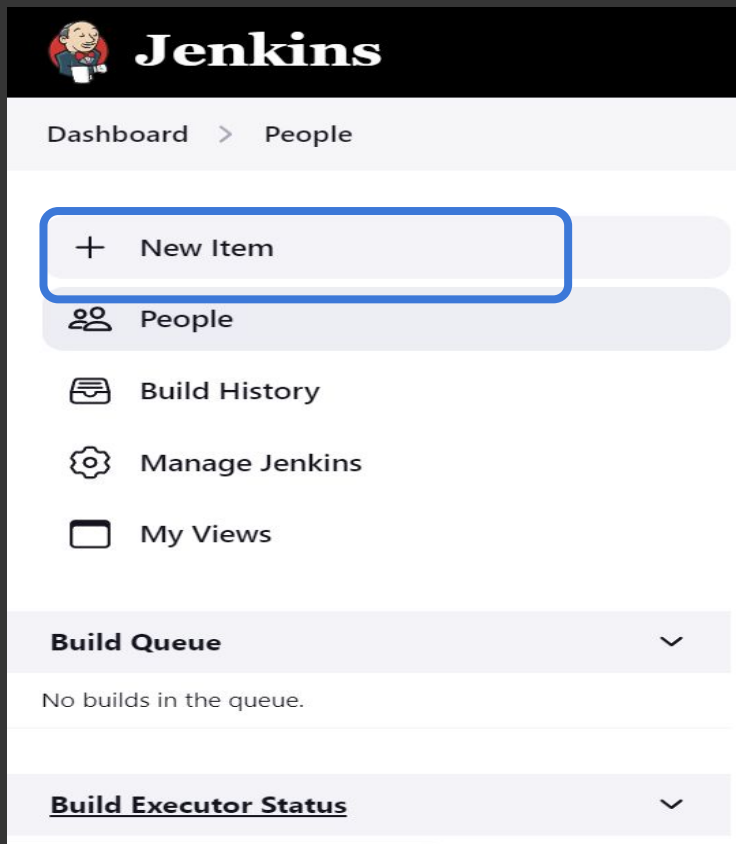 Jenkins
Dashboard > People
+ New Item
People
Build History
Manage Jenkins
My Views
Build Queue
No builds in the queue.
Build Executor Status